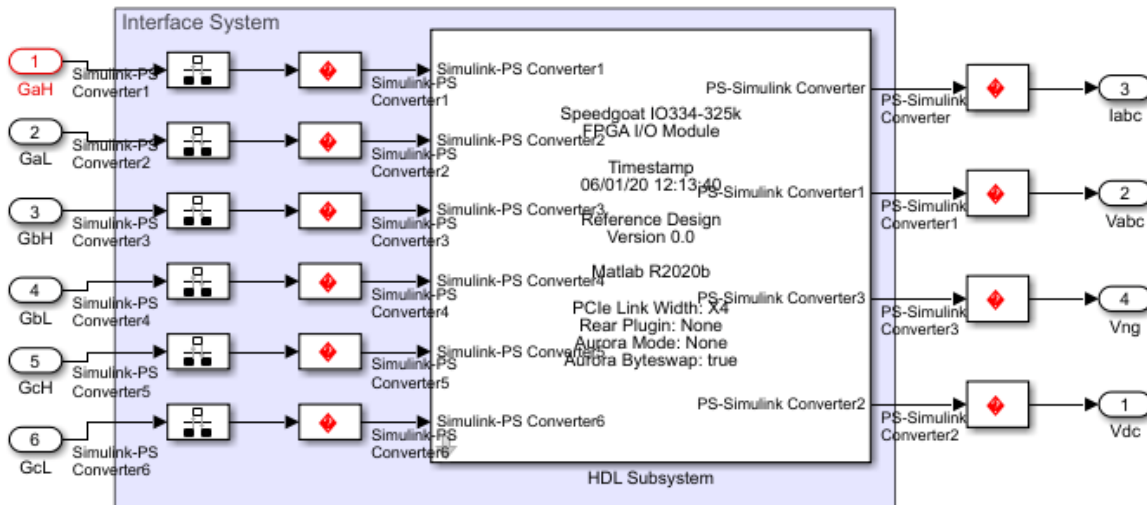 Interface System
1
GaH
Simulink-PS
Converter1
Simulink-PS
Converter1
Simulink-PS Converter1
2
GaL
Simulink-PS
Converter2
Simulink-PS
Converter2
Simulink-PS Converter2
3
GbH
Simulink-PS
Converter3
Simulink-PS
Converter3
Simulink-PS Converter3
4
GbL
Simulink-PS
Converter4
Simulink-PS
Converter4
Simulink-PS Converter4
5
GcH
Simulink-PS
Converter5
Simulink-PS
Converter5
Simulink-PS Converter5
6
GcL
Simulink-PS
Converter6
Simulink-PS
Converter6
Simulink-PS Converter6
Speedgoat IO334-325k
FPGA I/O Module
Timestamp
06/01/20 12:13:40
Reference Design
Version 0.0
Matlab R2020b
PCIe Link Width: X4
Rear Plugin: None
Aurora Mode: None
Aurora Byteswap: true
HDL Subsystem
PS-Simulink Converter
PS-Simulink
Converter
3
Iabc
PS-Simulink Converter1
PS-Simulink
Converter1
2
Vabc
PS-Simulink Converter3
PS-Simulink
Converter3
4
Vng
PS-Simulink Converter2
PS-Simulink
Converter2
1
Vdc